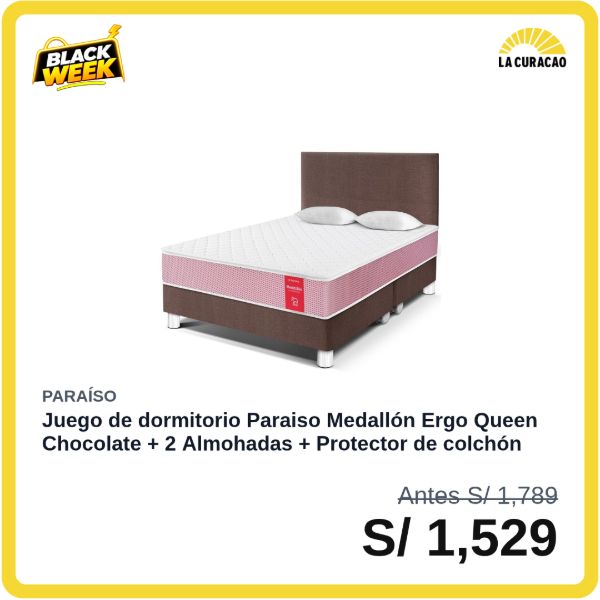 BLACK
WEEK
LA CURACAO
PARAÍSO
Juego de dormitorio Paraiso Medallón Ergo Queen
Chocolate + 2 Almohadas + Protector de colchón
Antes S/ 1,789
S/ 1,529